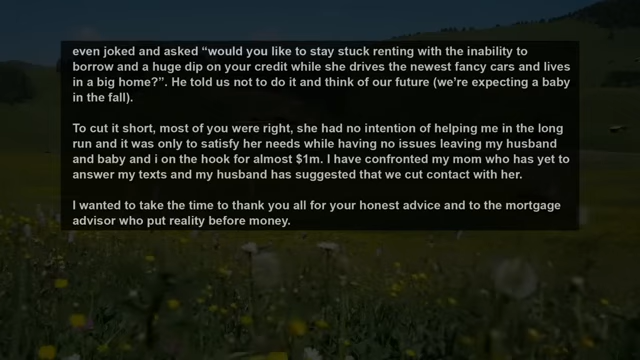 even joked and asked “would you like to stay stuck renting with the inability to
borrow and a huge dip on your credit while she drives the newest fancy cars and lives
in a big home?”. He told us not to do it and think of our future (we’re expecting a baby
in the fall).
To cut it short, most of you were right, she had no intention of helping me in the long
run and it was only to satisfy her needs while having no issues leaving my husband
and baby and i on the hook for almost $1m. I have confronted my mom who has yet to
answer my texts and my husband has suggested that we cut contact with her.
I wanted to take the time to thank you all for your honest advice and to the mortgage
advisor who put reality before money.